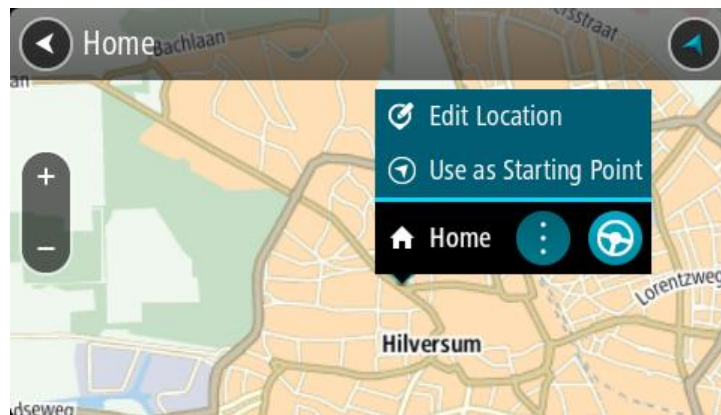 Home
Bachlaan
Edit Location
Use as Starting Point
+
Home
–
Lorentzweg
Hilversum